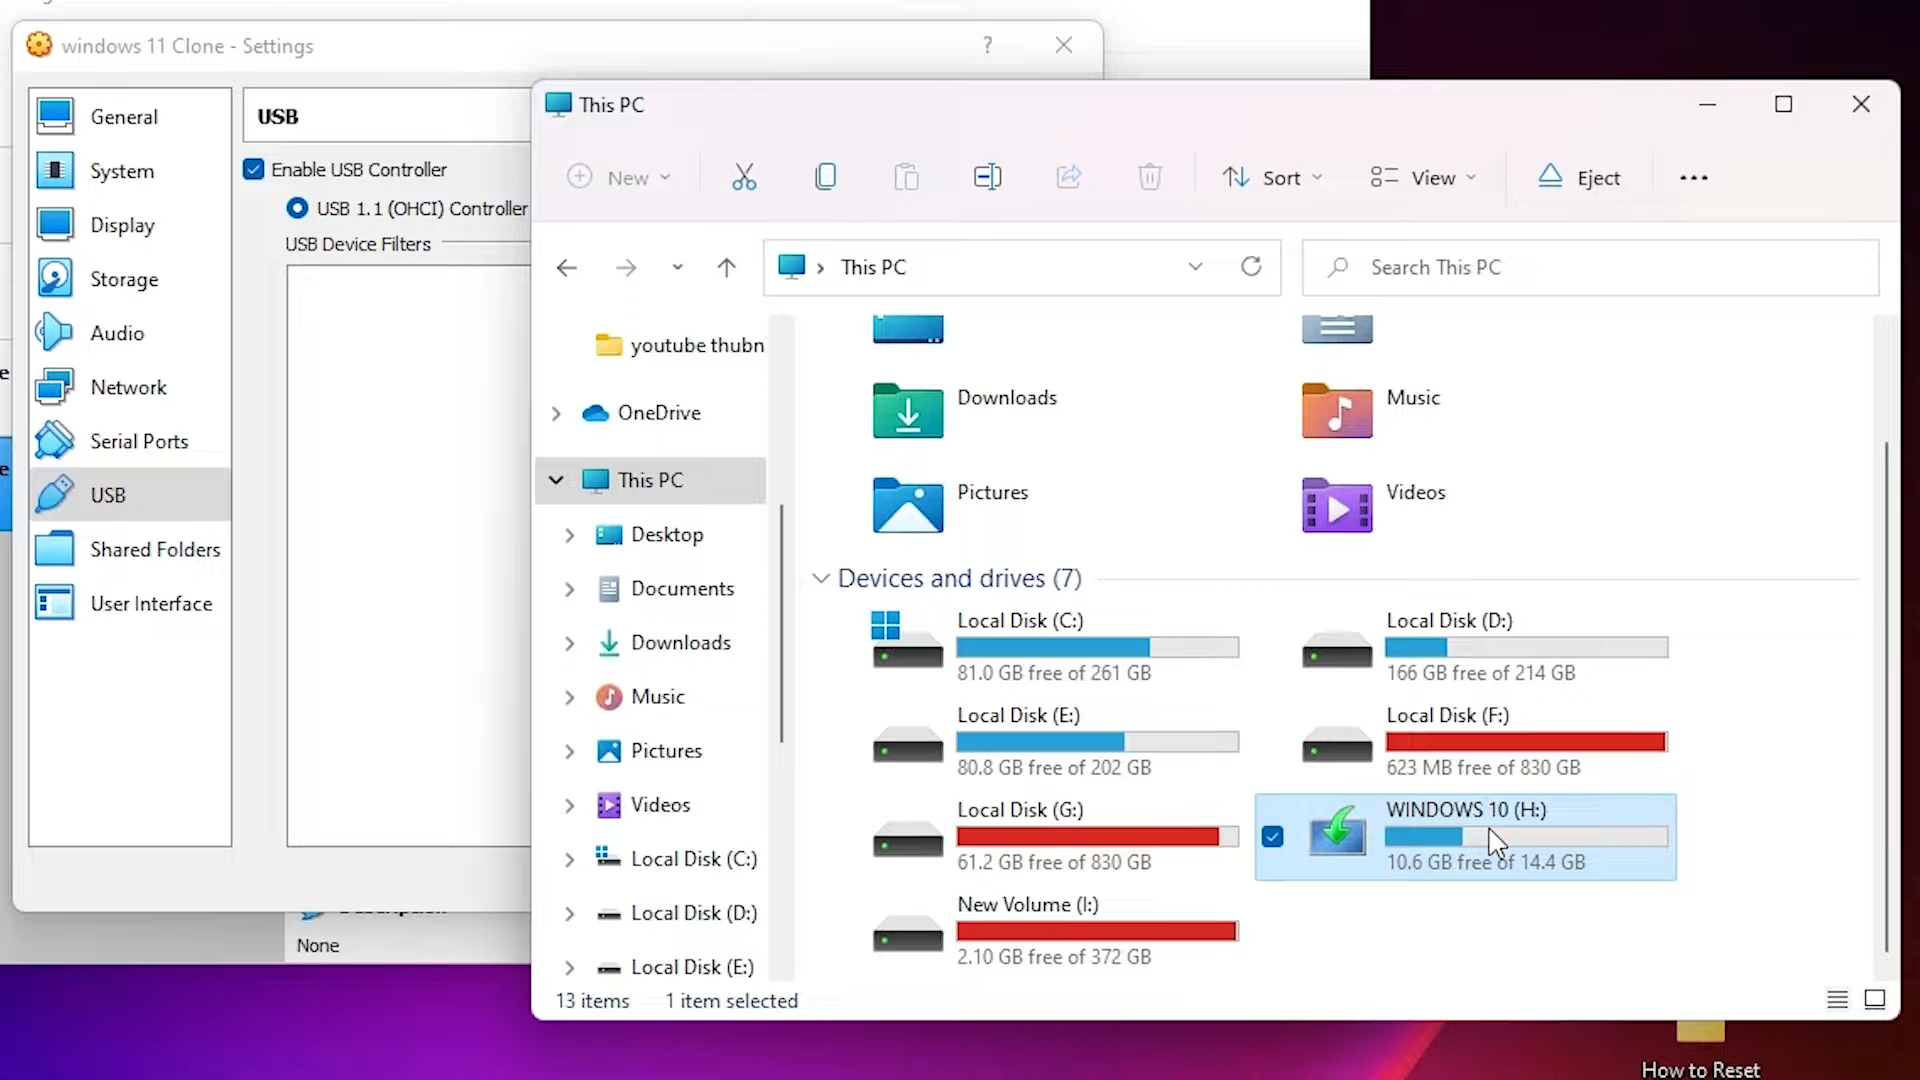 windows 11 Clone - Settings
?
General
System
Display
Storage
Audio
Network
Serial Ports
USB
Shared Folders
User Interface
USB
Enable USB Controller
USB 1.1 (OHCI) Controller
USB Device Filters
None
This PC
New
Sort
View
Eject
This PC
Search This PC
youtube thubn
OneDrive
This PC
Desktop
Documents
Downloads
Music
Pictures
Videos
Local Disk (C:)
Local Disk (D:)
Local Disk (E:)
Downloads
Music
Pictures
Videos
Devices and drives (7)
Local Disk (C:)
81.0 GB free of 261 GB
Local Disk (D:)
166 GB free of 214 GB
Local Disk (E:)
80.8 GB free of 202 GB
Local Disk (F:)
623 MB free of 830 GB
Local Disk (G:)
61.2 GB free of 830 GB
WINDOWS 10 (H:)
10.6 GB free of 14.4 GB
New Volume (I:)
2.10 GB free of 372 GB
13 items
1 item selected
How to Reset